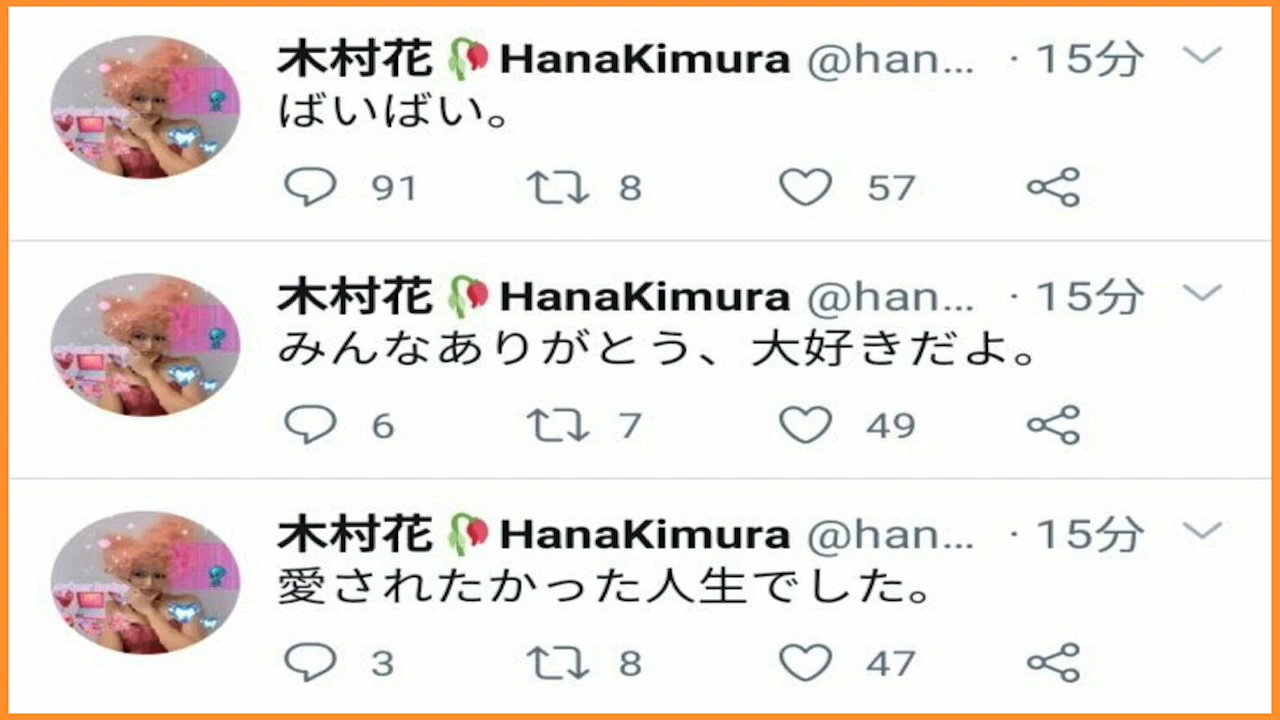 木村花🥀HanaKimura @han... · 15分
ばいばい。
91 8 57
木村花🥀HanaKimura @han... · 15分
みんなありがとう、大好きだよ。
6 7 49
木村花🥀HanaKimura @han... · 15分
愛されたかった人生でした。
3 8 47